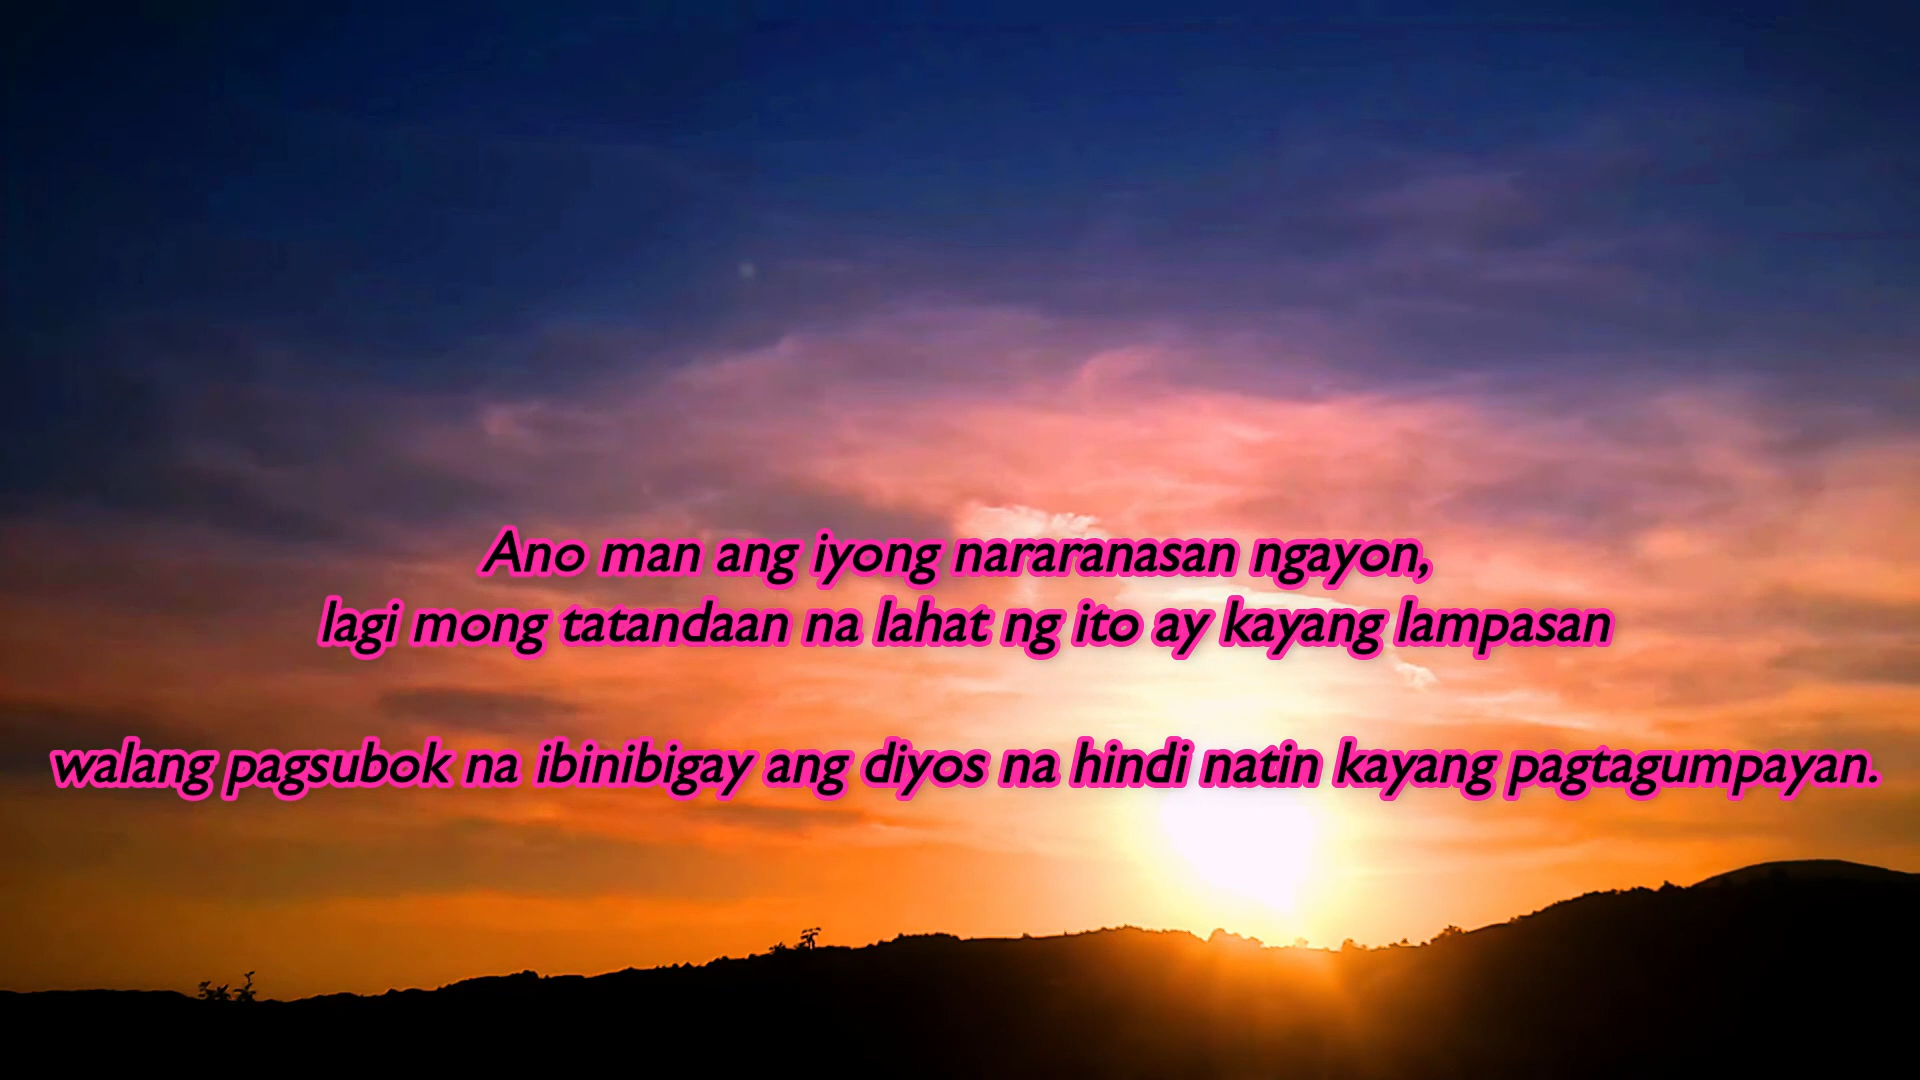 Ano man ang iyong nararanasan ngayon,
lagi mong tatandaan na lahat ng ito ay kayang lampasan
walang pagsubok na ibinibigay ang diyos na hindi natin kayang pagtagumpayan.